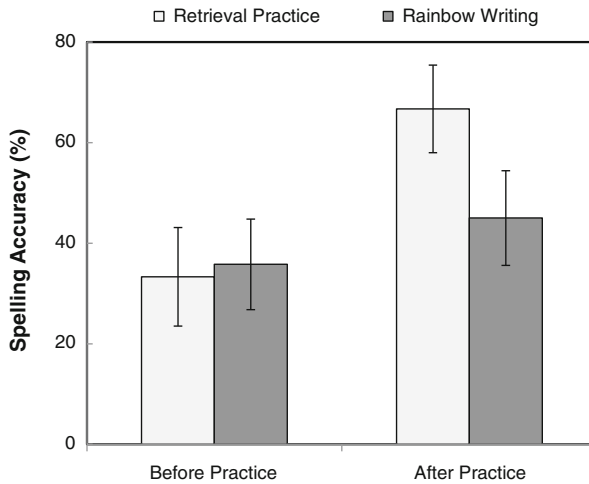 Retrieval Practice Rainbow Writing
80
60
40
20
0
Spelling Accuracy (%)
Before Practice After Practice